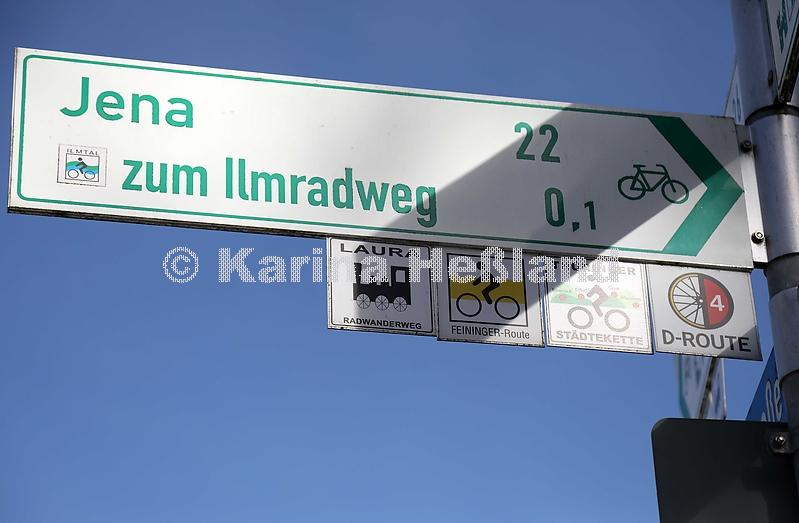 Jena 22
ILMTAL
zum Ilmradweg 0,1
© Karina Heßland
LAURA
RADWANDERWEG
FEININGER-Route
STÄDTEKETTE
4
D-ROUTE